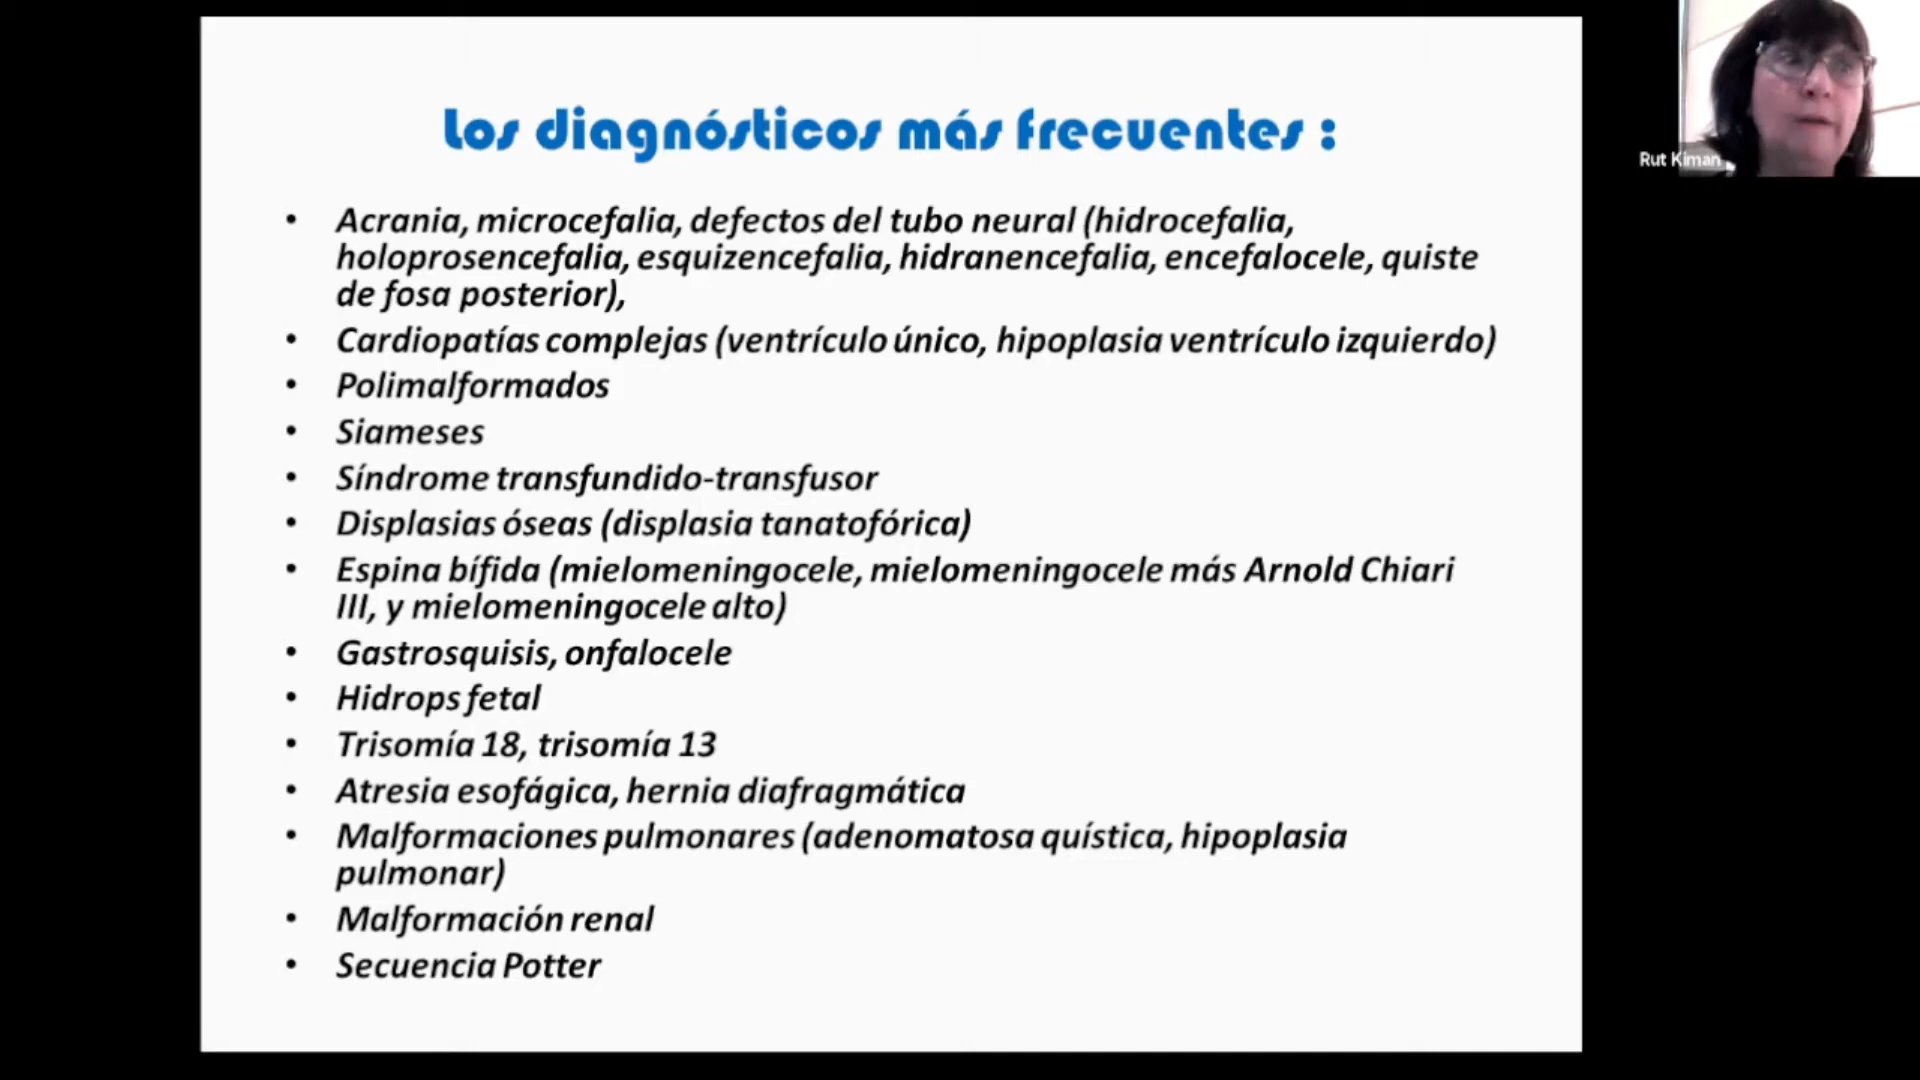 Los diagnósticos más frecuentes :
• Acrania, microcefalia, defectos del tubo neural (hidrocefalia,
holoprosencefalia, esquizencefalia, hidranencefalia, encefalocele, quiste
de fosa posterior),
• Cardiopatías complejas (ventrículo único, hipoplasia ventrículo izquierdo)
• Polimalformados
• Siameses
• Síndrome transfundido-transfusor
• Displasias óseas (displasia tanatofórica)
• Espina bífida (mielomeningocele, mielomeningocele más Arnold Chiari
III, y mielomeningocele alto)
• Gastrosquisis, onfalocele
• Hidrops fetal
• Trisomía 18, trisomía 13
• Atresia esofágica, hernia diafragmática
• Malformaciones pulmonares (adenomatosa quística, hipoplasia
pulmonar)
• Malformación renal
• Secuencia Potter
Rut Kiman